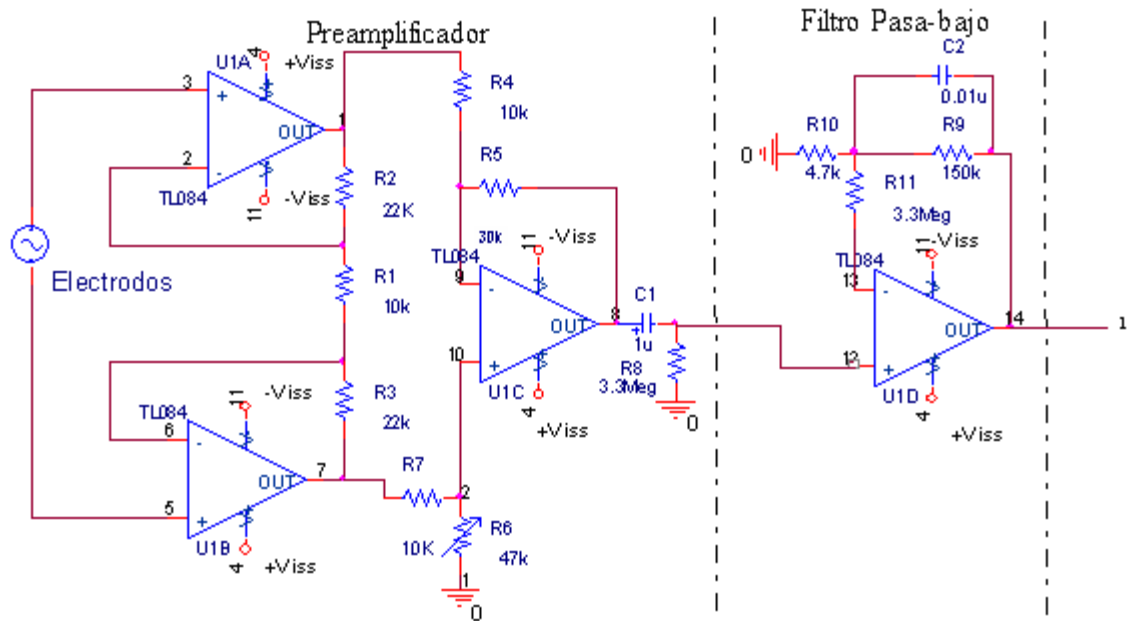 Preamplificador
Filtro Pasa-bajo
U1A
4
+Viss
3
+
OUT
1
2
-
TL084
11
-Viss
R4
10k
R2
22K
R5
30k
Electrodos
R1
10k
TL084
11
-Viss
9
-
OUT
8
10
+
U1C
4
+Viss
C1
+
1u
R8
3.3Meg
0
R3
22k
TL084
11
-Viss
6
-
OUT
7
5
+
U1B
4
+Viss
R7
10K
2
R6
47k
1
0
C2
0.01u
R10
4.7k
0
R9
150k
R11
3.3Meg
TL084
11
-Viss
13
-
OUT
14
12
+
U1D
4
+Viss
1